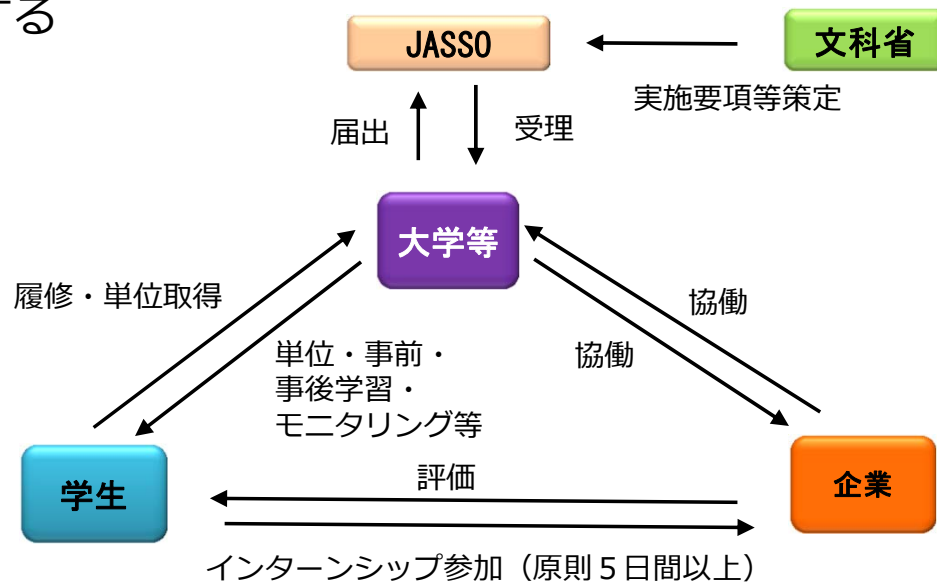 する
JASSO
文科省
実施要項等策定
届出
受理
大学等
履修・単位取得
協働
単位・事前・
事後学習・
モニタリング等
協働
学生
評価
企業
インターンシップ参加（原則５日間以上）